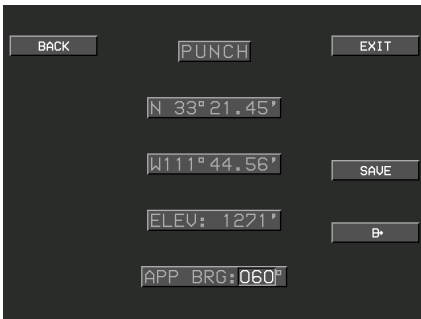 BACK
PUNCH
EXIT
N 33°21.45'
W111°44.56'
SAVE
ELEV: 1271'
APP BRG:060°